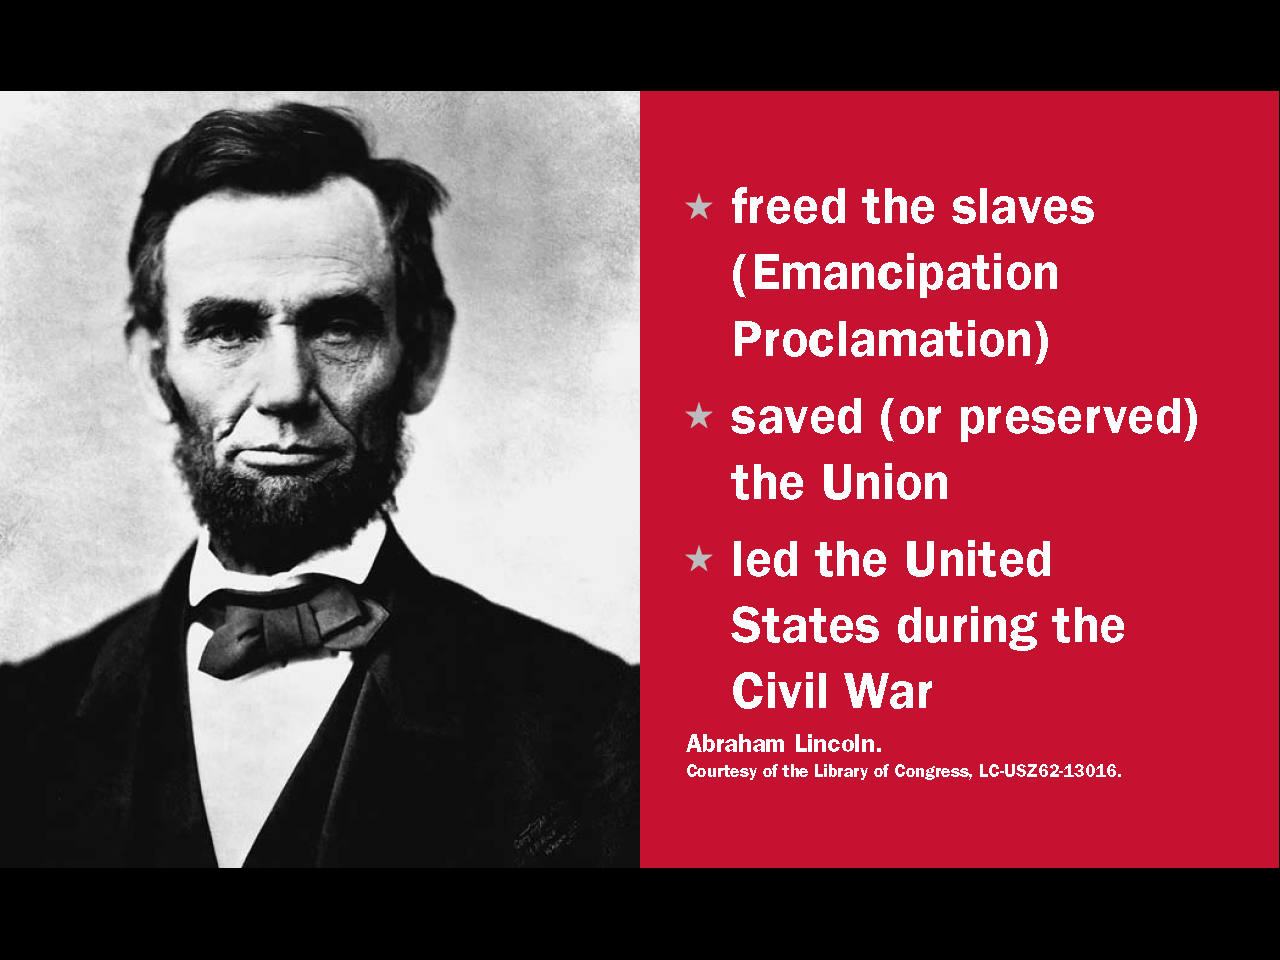 freed the slaves
(Emancipation
Proclamation)
saved (or preserved)
the Union
led the United
States during the
Civil War
Abraham Lincoln.
Courtesy of the Library of Congress, LC-USZ62-13016.